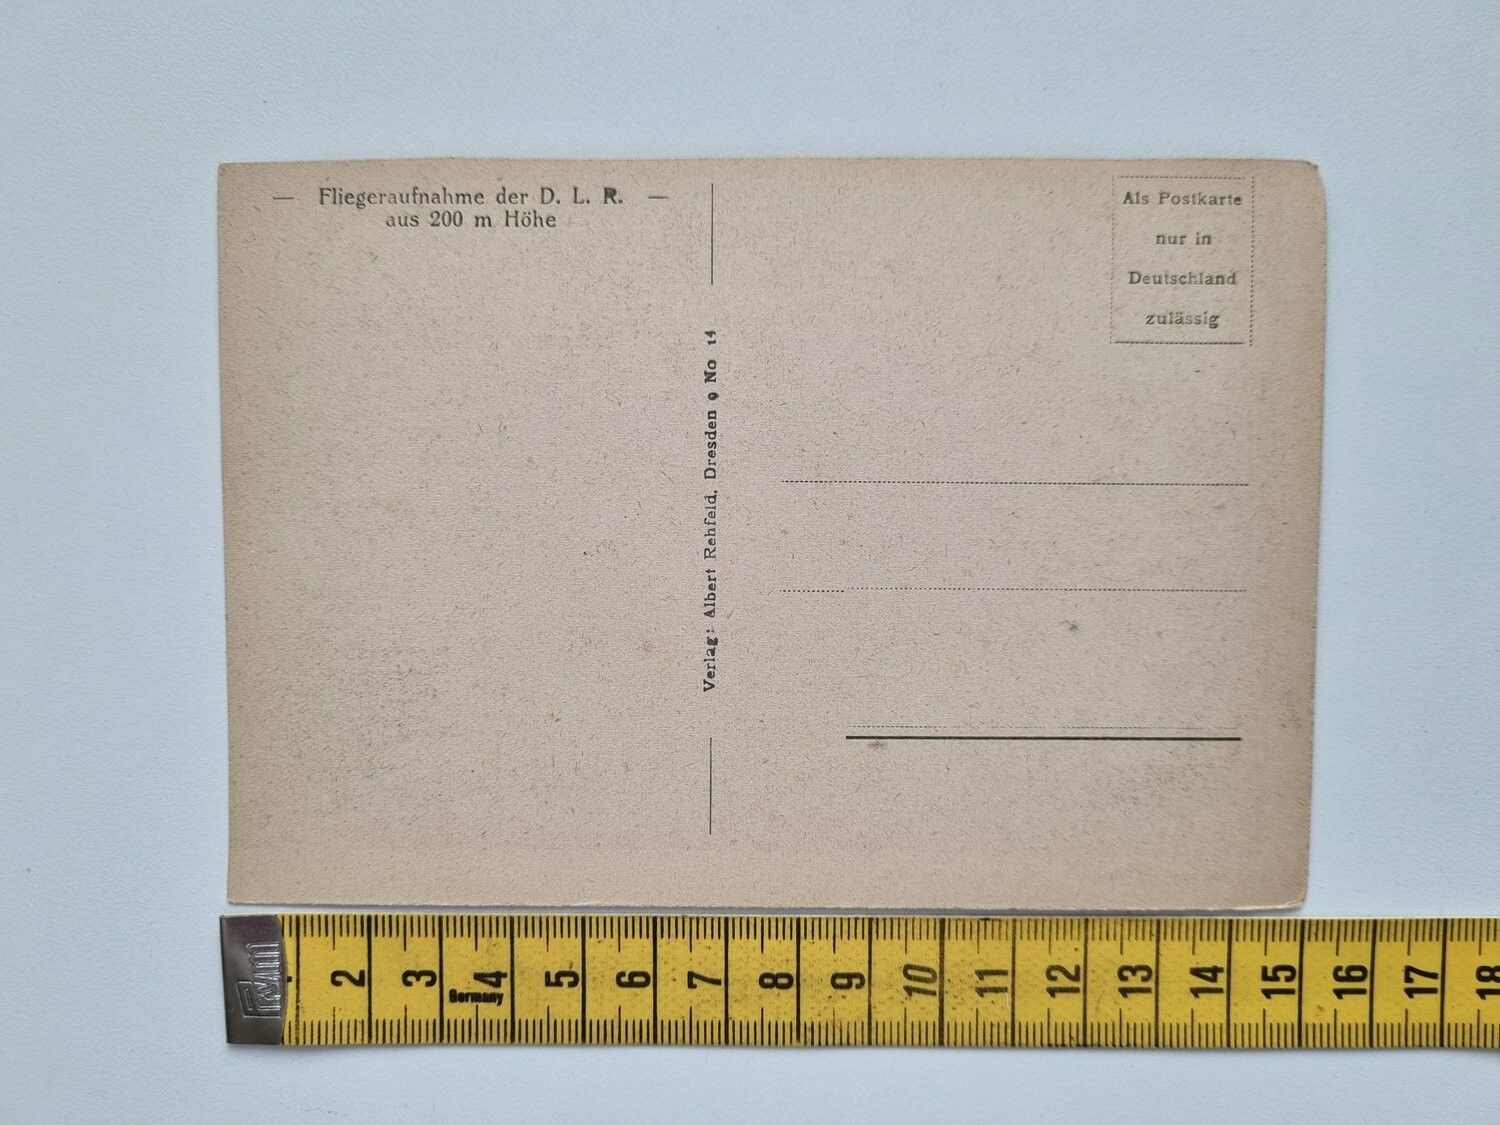 — Fliegeraufnahme der D. L. R. —
aus 200 m Höhe
Als Postkarte
nur in
Deutschland
zulässig
Verlag: Albert Rehfeld, Dresden 9 No 14
Prym
Germany
2 3 4 5 6 7 8 9 10 11 12 13 14 15 16 17 18